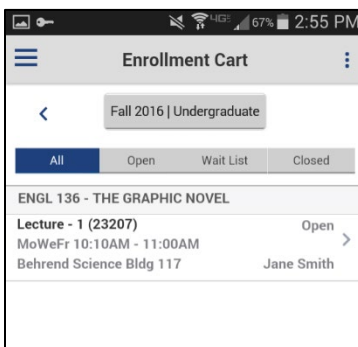 4G 67% 2:55 PM
Enrollment Cart
Fall 2016 | Undergraduate
All Open Wait List Closed
ENGL 136 - THE GRAPHIC NOVEL
Lecture - 1 (23207) Open
MoWeFr 10:10AM - 11:00AM
Behrend Science Bldg 117 Jane Smith